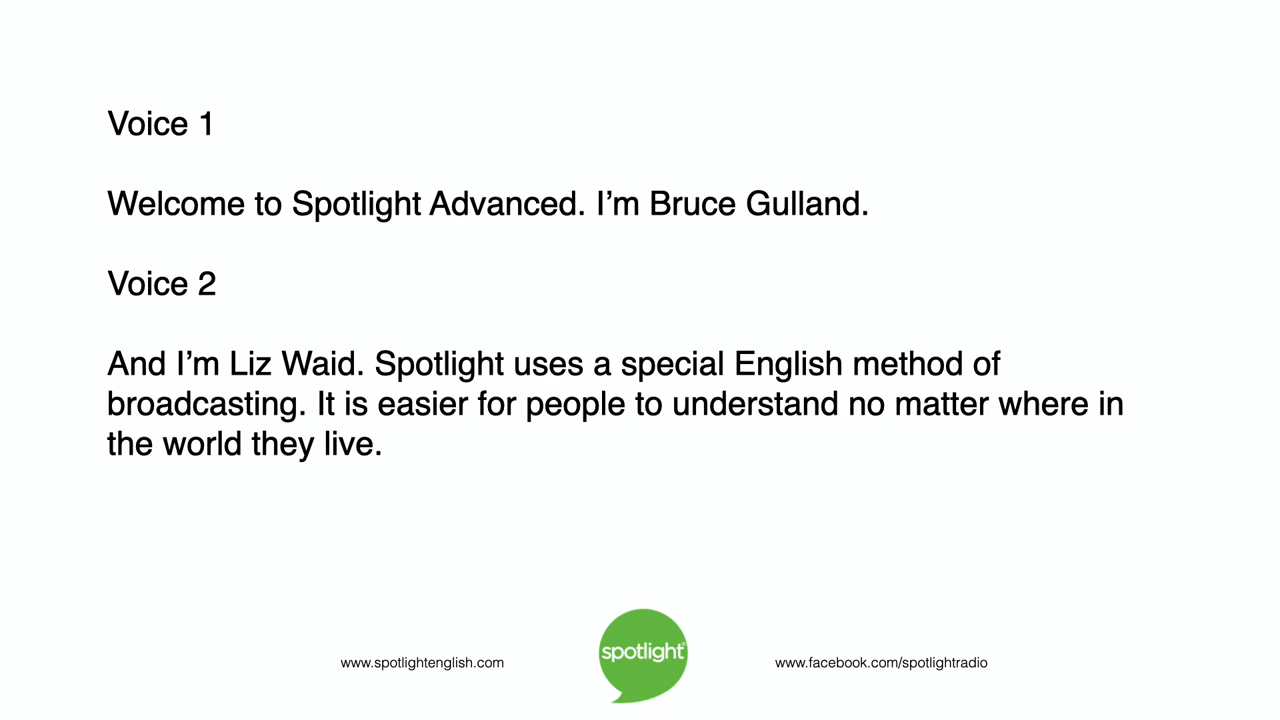 Voice 1
Welcome to Spotlight Advanced. I’m Bruce Gulland.
Voice 2
And I’m Liz Waid. Spotlight uses a special English method of
broadcasting. It is easier for people to understand no matter where in
the world they live.
www.spotlightenglish.com
spotlight®
www.facebook.com/spotlightradio